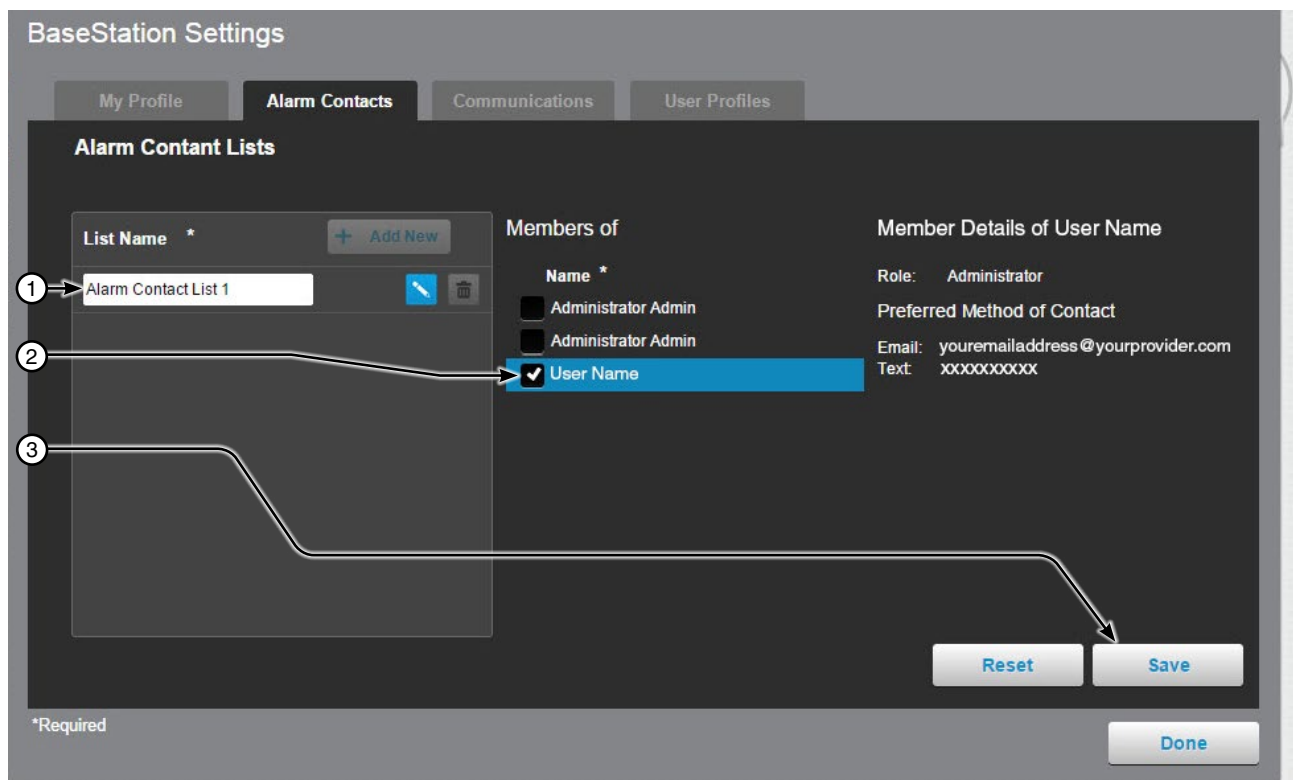 BaseStation Settings
My Profile
Alarm Contacts
Communications
User Profiles
Alarm Contant Lists
List Name *
+ Add New
1
Alarm Contact List 1
2
3
Members of
Name *
Administrator Admin
Administrator Admin
User Name
Member Details of User Name
Role: Administrator
Preferred Method of Contact
Email: youremailaddress@yourprovider.com
Text: xxxxxxxxxx
Reset
Save
*Required
Done